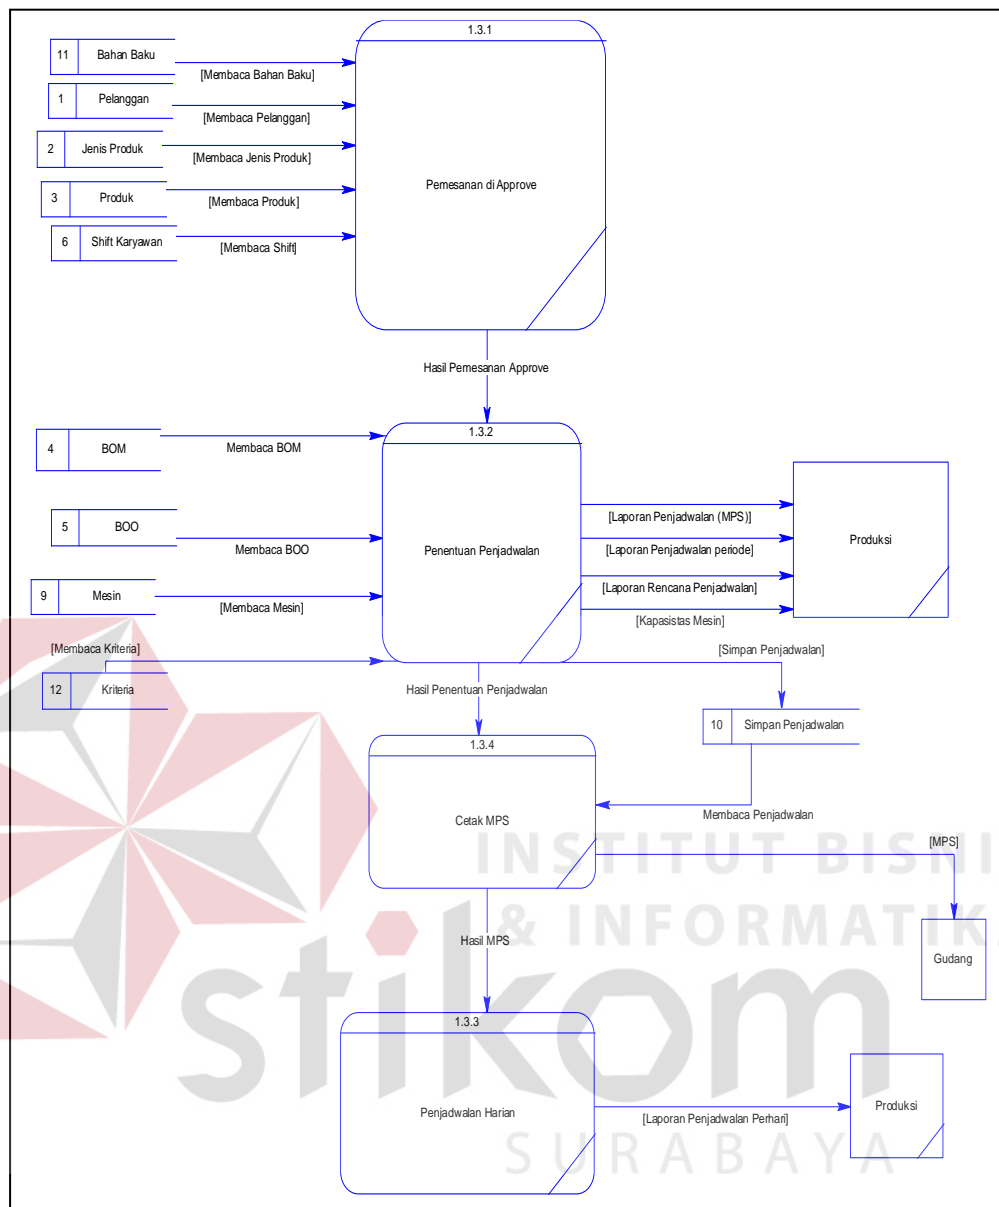 1.3.1
11 Bahan Baku
[Membaca Bahan Baku]
1 Pelanggan
[Membaca Pelanggan]
2 Jenis Produk
[Membaca Jenis Produk]
Pemesanan di Approve
3 Produk
[Membaca Produk]
6 Shift Karyawan
[Membaca Shift]
Hasil Pemesanan Approve
1.3.2
4 BOM
Membaca BOM
5 BOO
Membaca BOO
Penentuan Penjadwalan
[Laporan Penjadwalan (MPS)]
[Laporan Penjadwalan periode]
[Laporan Rencana Penjadwalan]
[Kapasistas Mesin]
Produksi
9 Mesin
[Membaca Mesin]
[Membaca Kriteria]
12 Kriteria
Hasil Penentuan Penjadwalan
[Simpan Penjadwalan]
10 Simpan Penjadwalan
1.3.4
Membaca Penjadwalan
Cetak MPS
[MPS]
INSTITUT BISNI
& INFORMATIKA
Hasil MPS
Gudang
stikom
1.3.3
Penjadwalan Harian
[Laporan Penjadwalan Perhari]
Produksi
SURABAYA